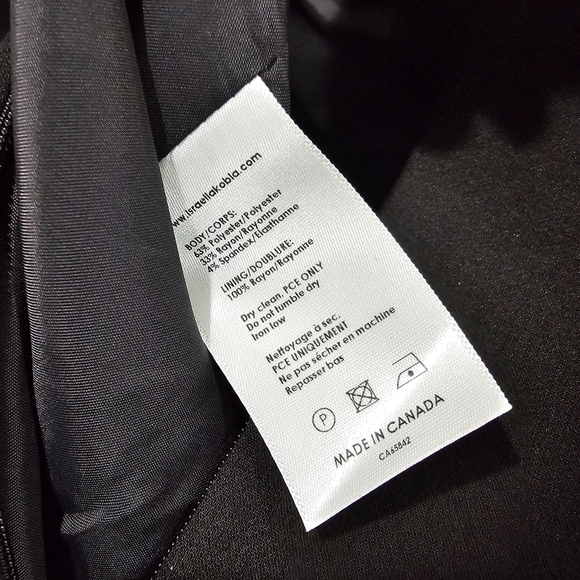 www.israeliakobla.com
BODY/CORPS:
63% Polyester/Polyester
33% Rayon/Rayonne
4% Spandex/Elasthanne
LINING/DOUBLURE:
100% Rayon/Rayonne
Dry clean, PCE ONLY
Do not tumble dry
Iron low
Nettoyage à sec,
PCE UNIQUEMENT
Ne pas sécher en machine
Repasser bas
P
MADE IN CANADA
CA65842